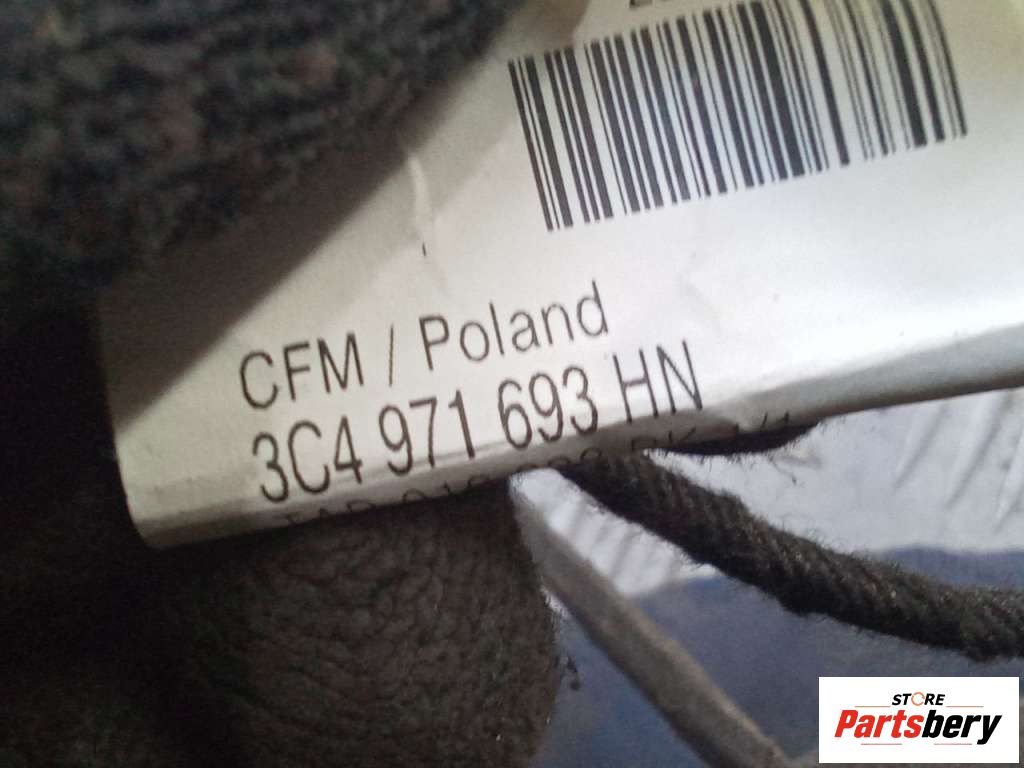 CFM / Poland
3C4 971 693 HN
STORE
Partsbery